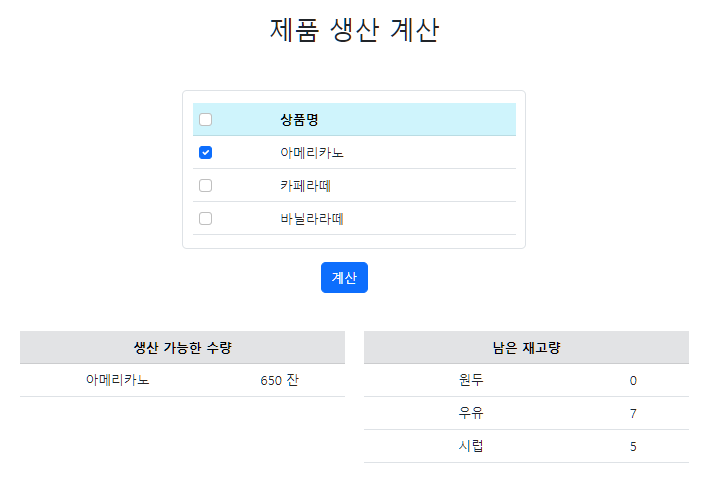 제품 생산 계산
상품명
아메리카노
카페라떼
바닐라라떼
계산
생산 가능한 수량
아메리카노 650 잔
남은 재고량
원두 0
우유 7
시럽 5